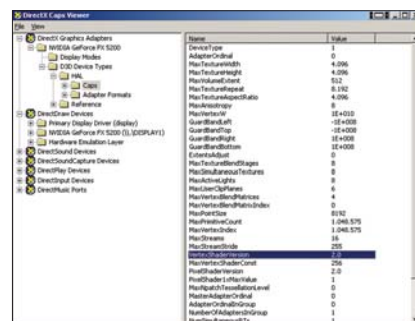 DirectX Caps Viewer
File View
DirectX Graphics Adapters
NVIDIA GeForce FX 5200
Display Modes
D3D Device Types
HAL
Caps
Adapter Formats
Reference
DirectDraw Devices
Primary Display Driver (display)
NVIDIA GeForce FX 5200 (\\.\DISPLAY1)
Hardware Emulation Layer
DirectSound Devices
DirectSoundCapture Devices
DirectPlay Devices
DirectInput Devices
DirectMusic Ports
Name Value
DeviceType 1
AdapterOrdinal 0
MaxTextureWidth 4.096
MaxTextureHeight 4.096
MaxVolumeExtent 512
MaxTextureRepeat 8.192
MaxTextureAspectRatio 4.096
MaxAnisotropy 8
MaxVertexW 1E+010
GuardBandLeft -1E+008
GuardBandTop -1E+008
GuardBandRight 1E+008
GuardBandBottom 1E+008
ExtentsAdjust 0
MaxTextureBlendStages 8
MaxSimultaneousTextures 8
MaxActiveLights 8
MaxUserClipPlanes 6
MaxVertexBlendMatrices 4
MaxVertexBlendMatrixIndex 0
MaxPointSize 8192
MaxPrimitiveCount 1.048.575
MaxVertexIndex 1.048.575
MaxStreams 16
MaxStreamStride 255
VertexShaderVersion 2.0
MaxVertexShaderConst 256
PixelShaderVersion 2.0
PixelShader1xMaxValue 1
MaxNpatchTessellationLevel 0
MasterAdapterOrdinal 0
AdapterOrdinalInGroup 0
NumberOfAdaptersInGroup 1